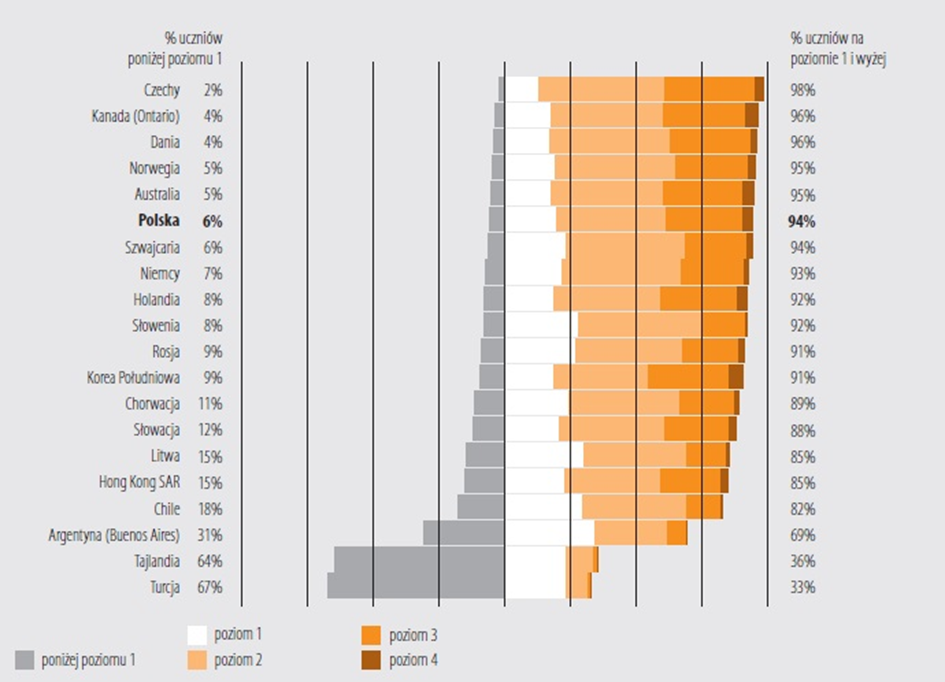 % uczniów
poniżej poziomu 1
% uczniów na
poziomie 1 i wyżej
Czechy 2% 98%
Kanada (Ontario) 4% 96%
Dania 4% 96%
Norwegia 5% 95%
Australia 5% 95%
Polska 6% 94%
Szwajcaria 6% 94%
Niemcy 7% 93%
Holandia 8% 92%
Słowenia 8% 92%
Rosja 9% 91%
Korea Południowa 9% 91%
Chorwacja 11% 89%
Słowacja 12% 88%
Litwa 15% 85%
Hong Kong SAR 15% 85%
Chile 18% 82%
Argentyna (Buenos Aires) 31% 69%
Tajlandia 64% 36%
Turcja 67% 33%
poziom 1 poziom 3
poniżej poziomu 1 poziom 2 poziom 4